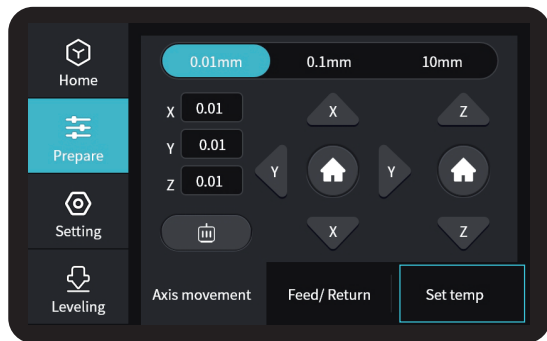 Home
Prepare
Setting
Leveling
0.01mm 0.1mm 10mm
X 0.01
Y 0.01
Z 0.01
X Z
Y Y
X Z
Axis movement Feed/ Return Set temp